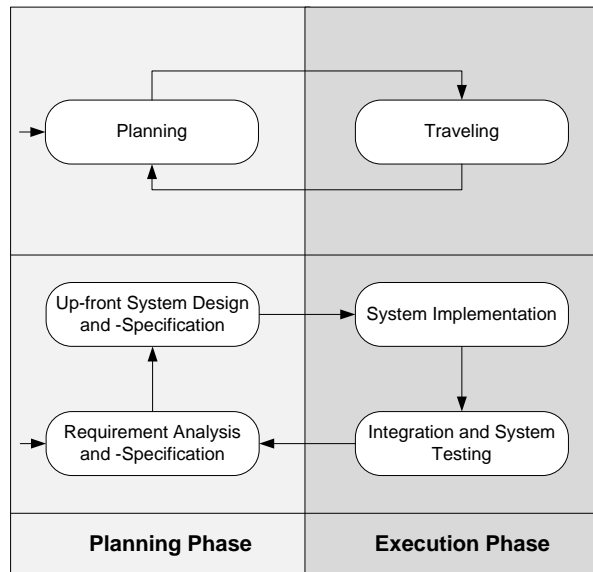 Planning
Traveling
Up-front System Design
and -Specification
System Implementation
Requirement Analysis
and -Specification
Integration and System
Testing
Planning Phase
Execution Phase